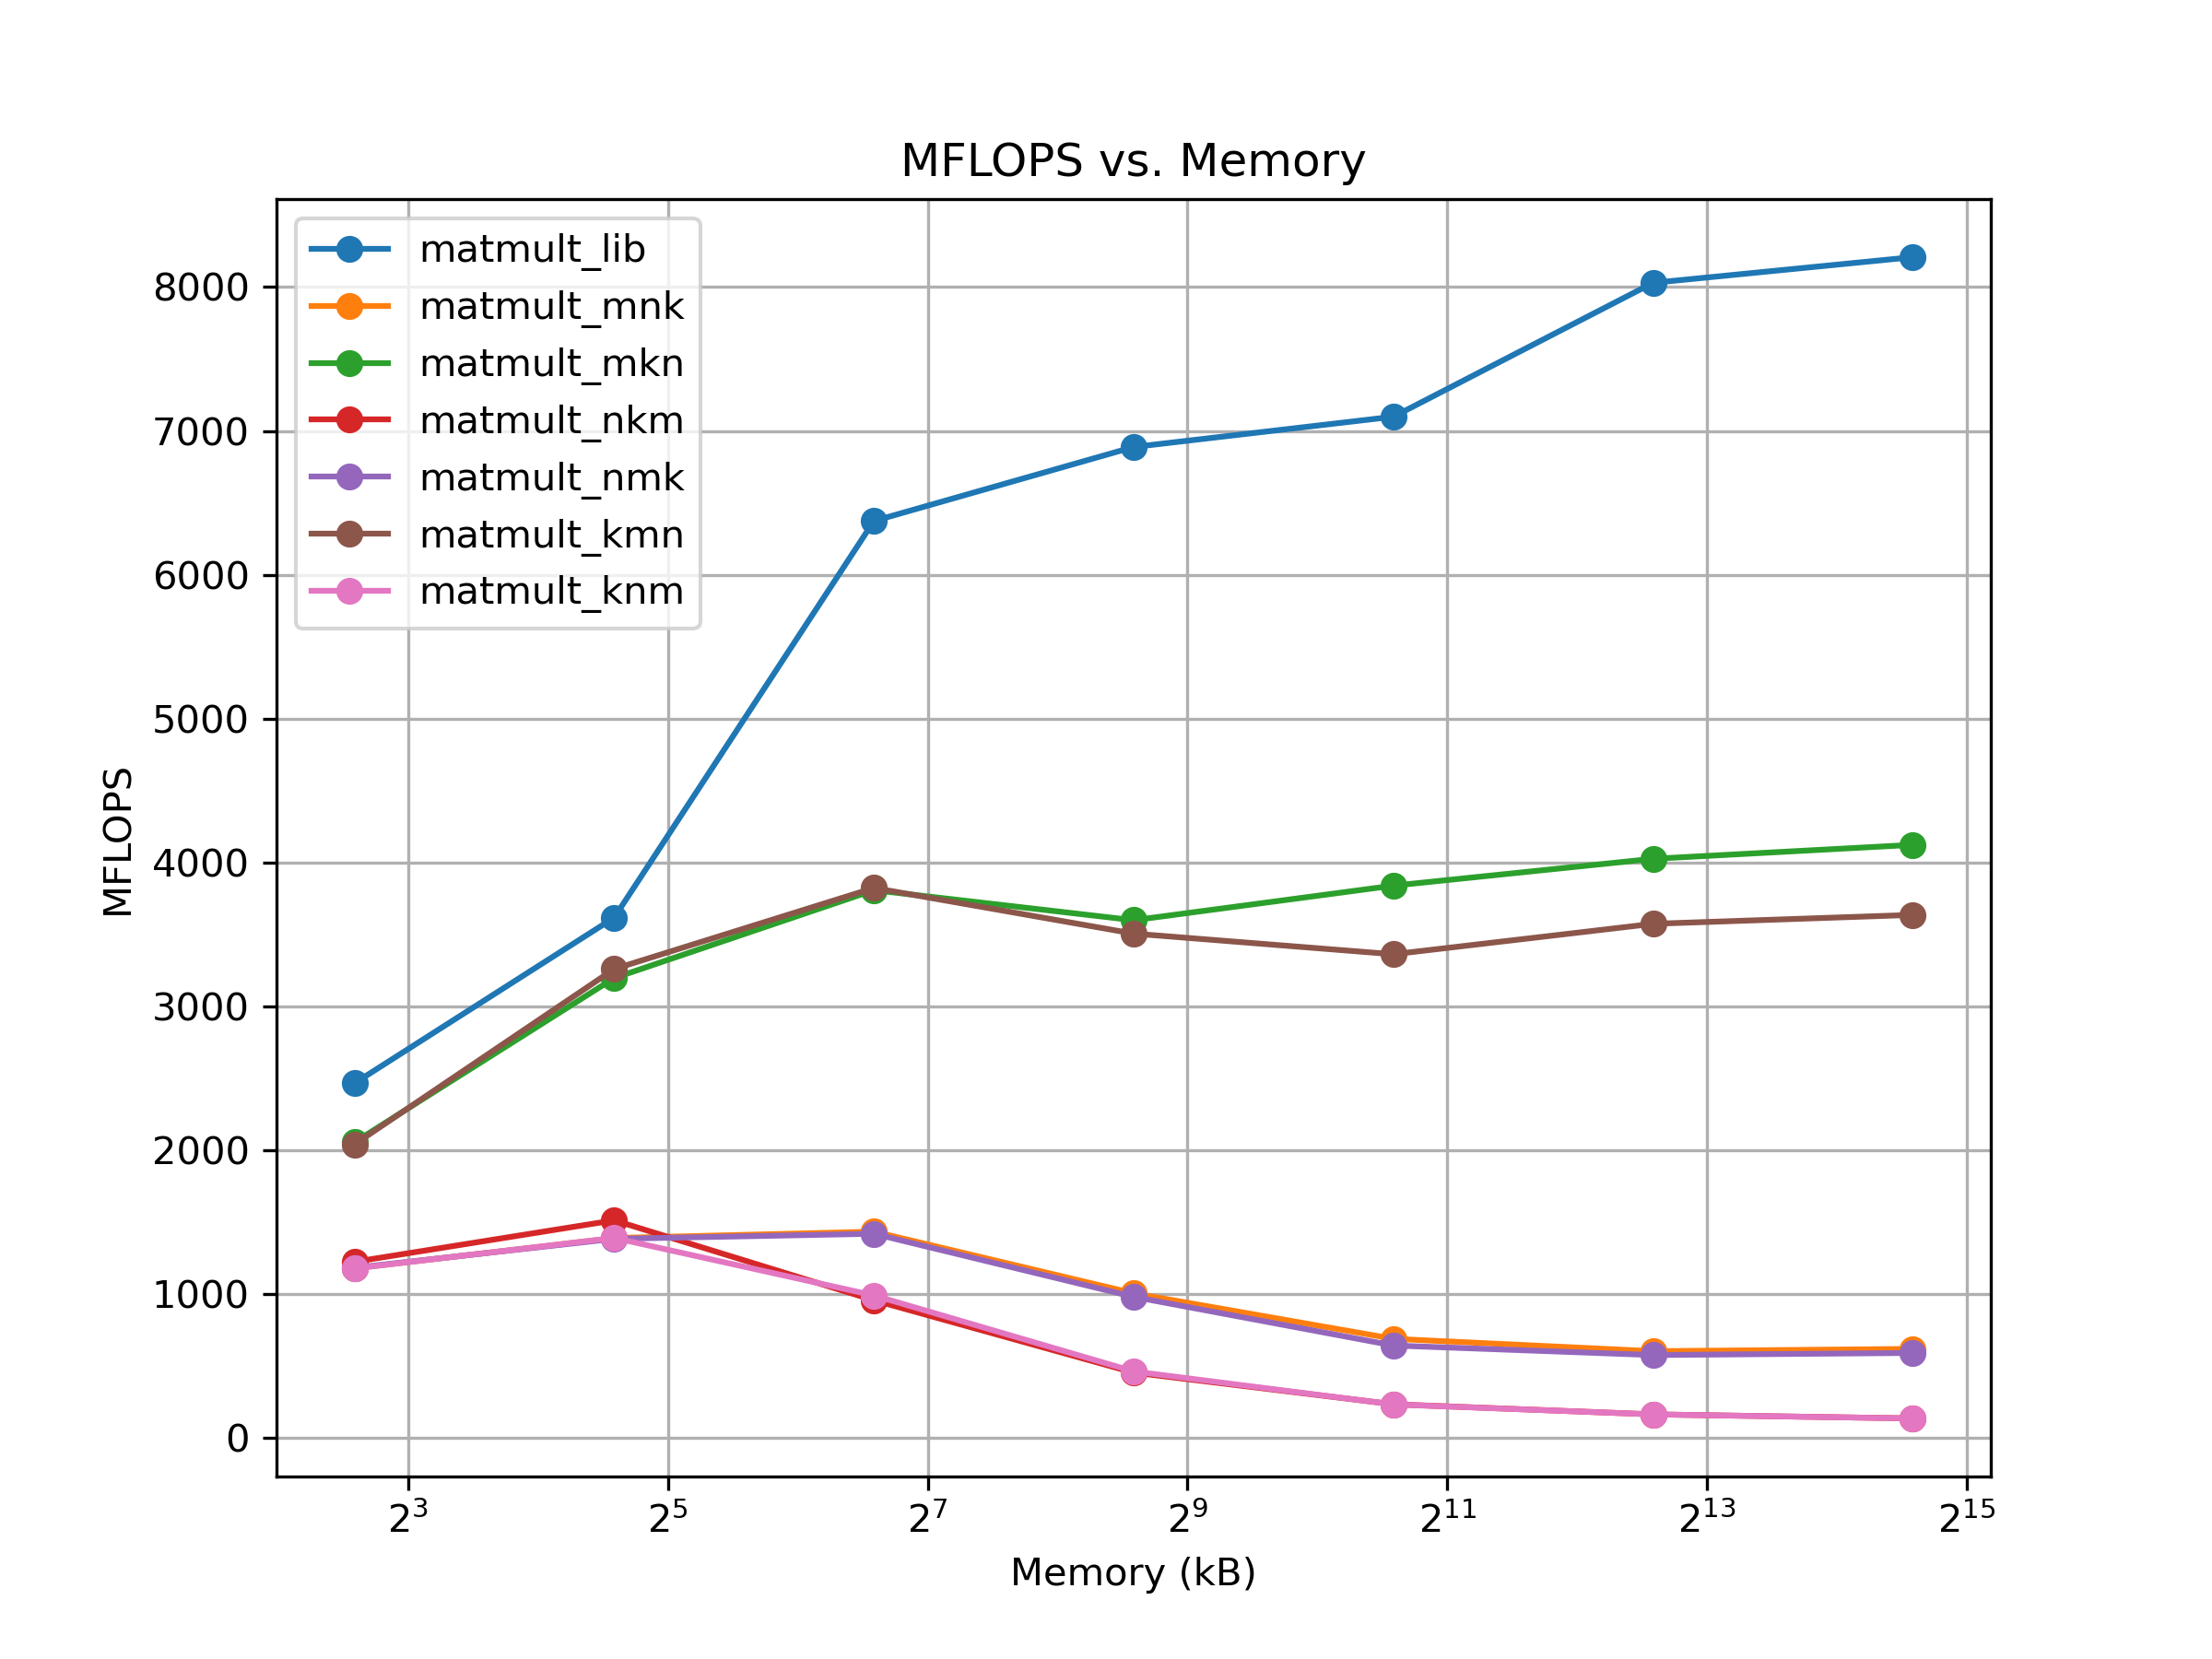 MFLOPS vs. Memory
matmult_lib
matmult_mnk
matmult_mkn
matmult_nkm
matmult_nmk
matmult_kmn
matmult_knm
8000
7000
6000
5000
4000
3000
2000
1000
0
MFLOPS
2³ 2⁵ 2⁷ 2⁹ 2¹¹ 2¹³ 2¹⁵
Memory (kB)